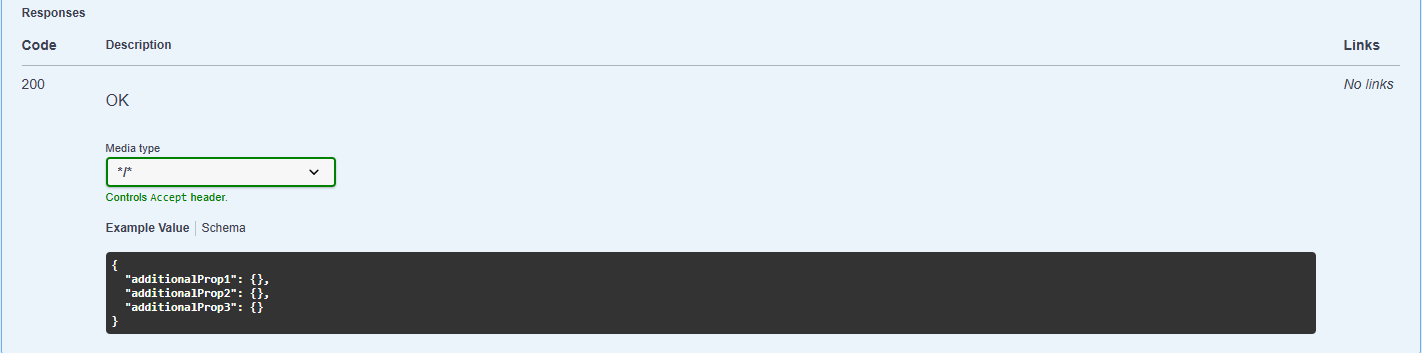 Responses
Code Description Links
200 OK No links
Media type
*/*
Controls Accept header.
Example Value Schema
{
  "additionalProp1": {},
  "additionalProp2": {},
  "additionalProp3": {}
}